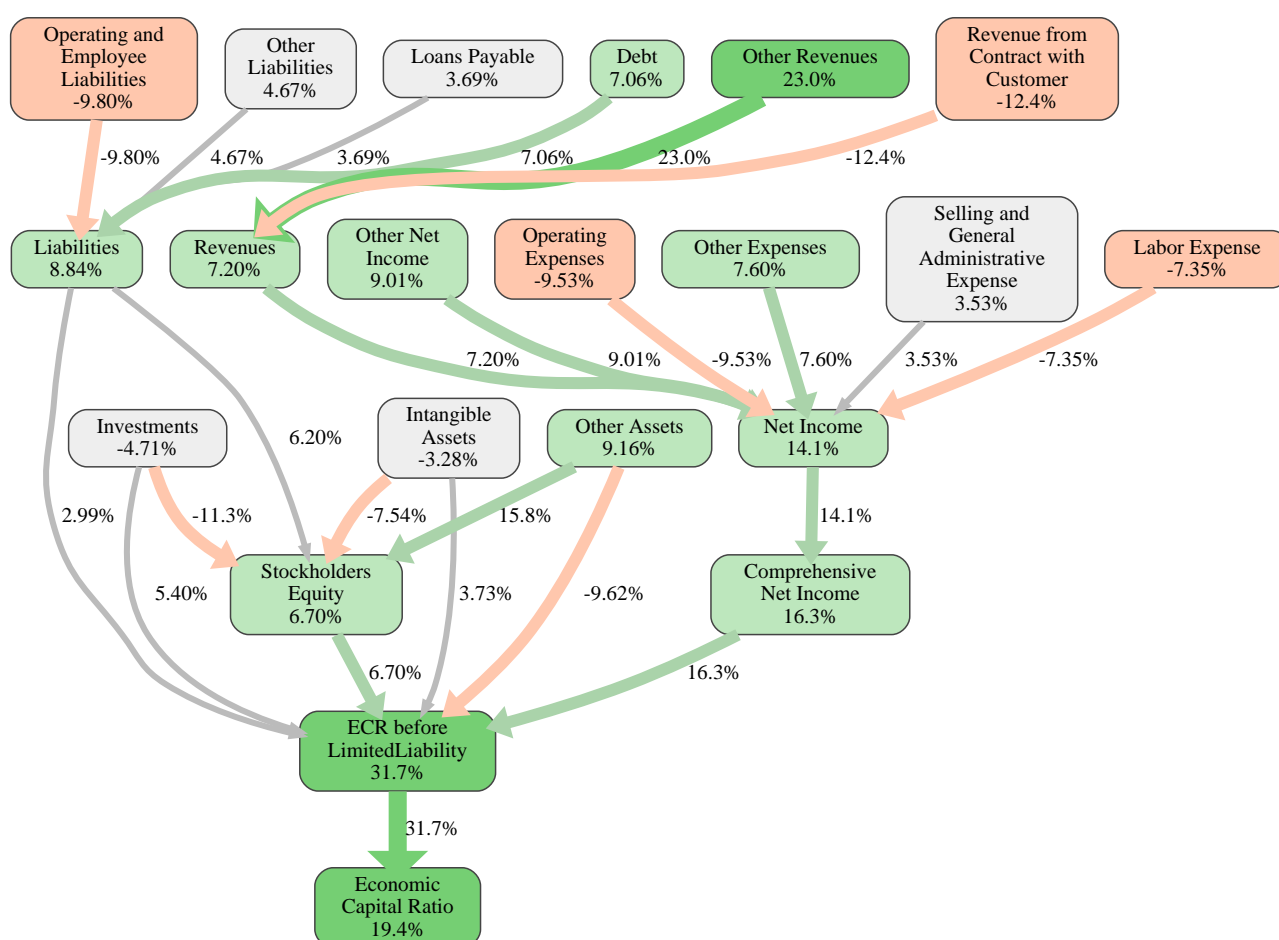 Operating and
Employee
Liabilities
-9.80%
Other
Liabilities
4.67%
Loans Payable
3.69%
Debt
7.06%
Other Revenues
23.0%
Revenue from
Contract with
Customer
-12.4%
-9.80%
4.67%
3.69%
7.06%
23.0%
-12.4%
Liabilities
8.84%
Revenues
7.20%
Other Net
Income
9.01%
Operating
Expenses
-9.53%
Other Expenses
7.60%
Selling and
General
Administrative
Expense
3.53%
Labor Expense
-7.35%
7.20%
9.01%
-9.53%
7.60%
3.53%
-7.35%
Investments
-4.71%
6.20%
Intangible
Assets
-3.28%
Other Assets
9.16%
Net Income
14.1%
2.99%
-11.3%
-7.54%
15.8%
14.1%
5.40%
Stockholders
Equity
6.70%
3.73%
-9.62%
Comprehensive
Net Income
16.3%
6.70%
16.3%
ECR before
LimitedLiability
31.7%
31.7%
Economic
Capital Ratio
19.4%